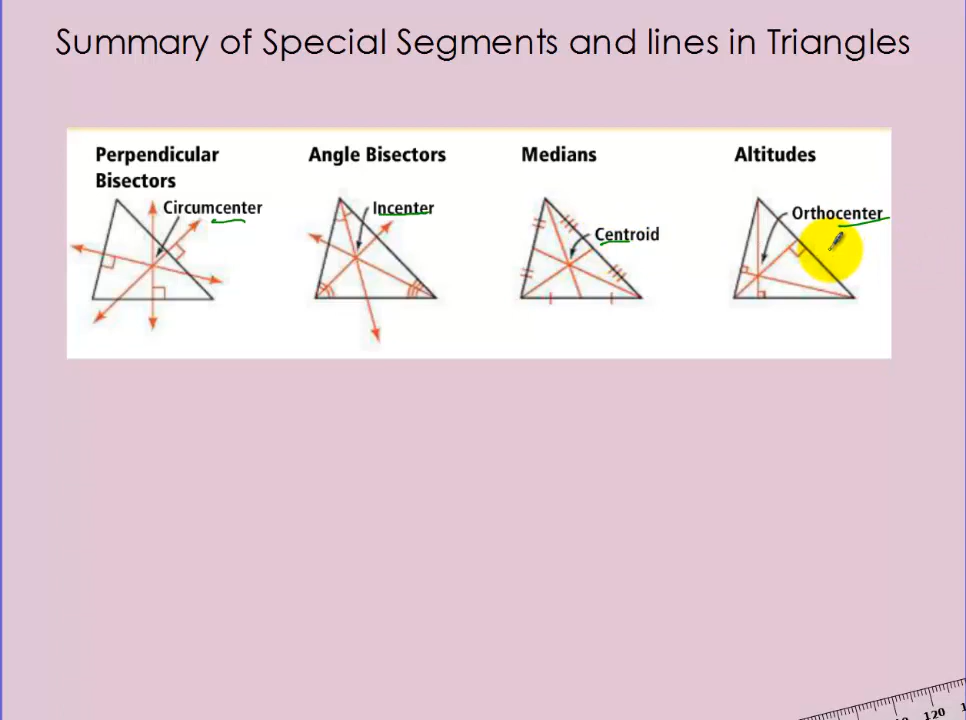 Summary of Special Segments and lines in Triangles
Perpendicular
Bisectors
Circumcenter
Angle Bisectors
Incenter
Medians
Centroid
Altitudes
Orthocenter
120